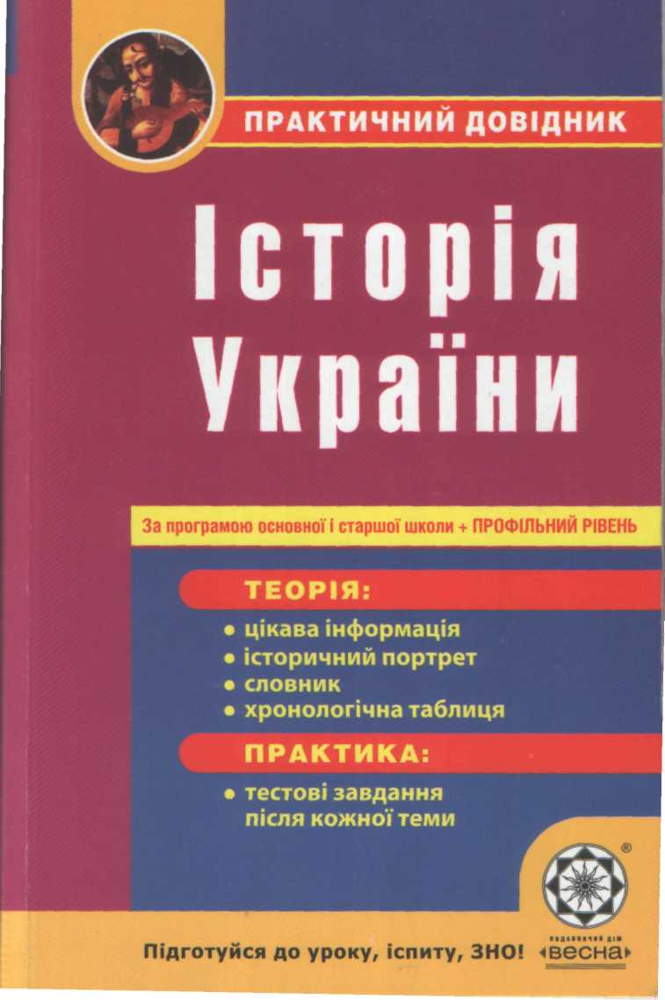 ПРАКТИЧНИЙ ДОВІДНИК
Історія
України
За програмою основної і старшої школи + ПРОФІЛЬНИЙ РІВЕНЬ
ТЕОРІЯ:
• цікава інформація
• історичний портрет
• словник
• хронологічна таблиця
ПРАКТИКА:
• тестові завдання
після кожної теми
®
ВИДАВНИЧИЙ ДІМ
«ВЕСНА»
Підготуйся до уроку, іспиту, ЗНО!